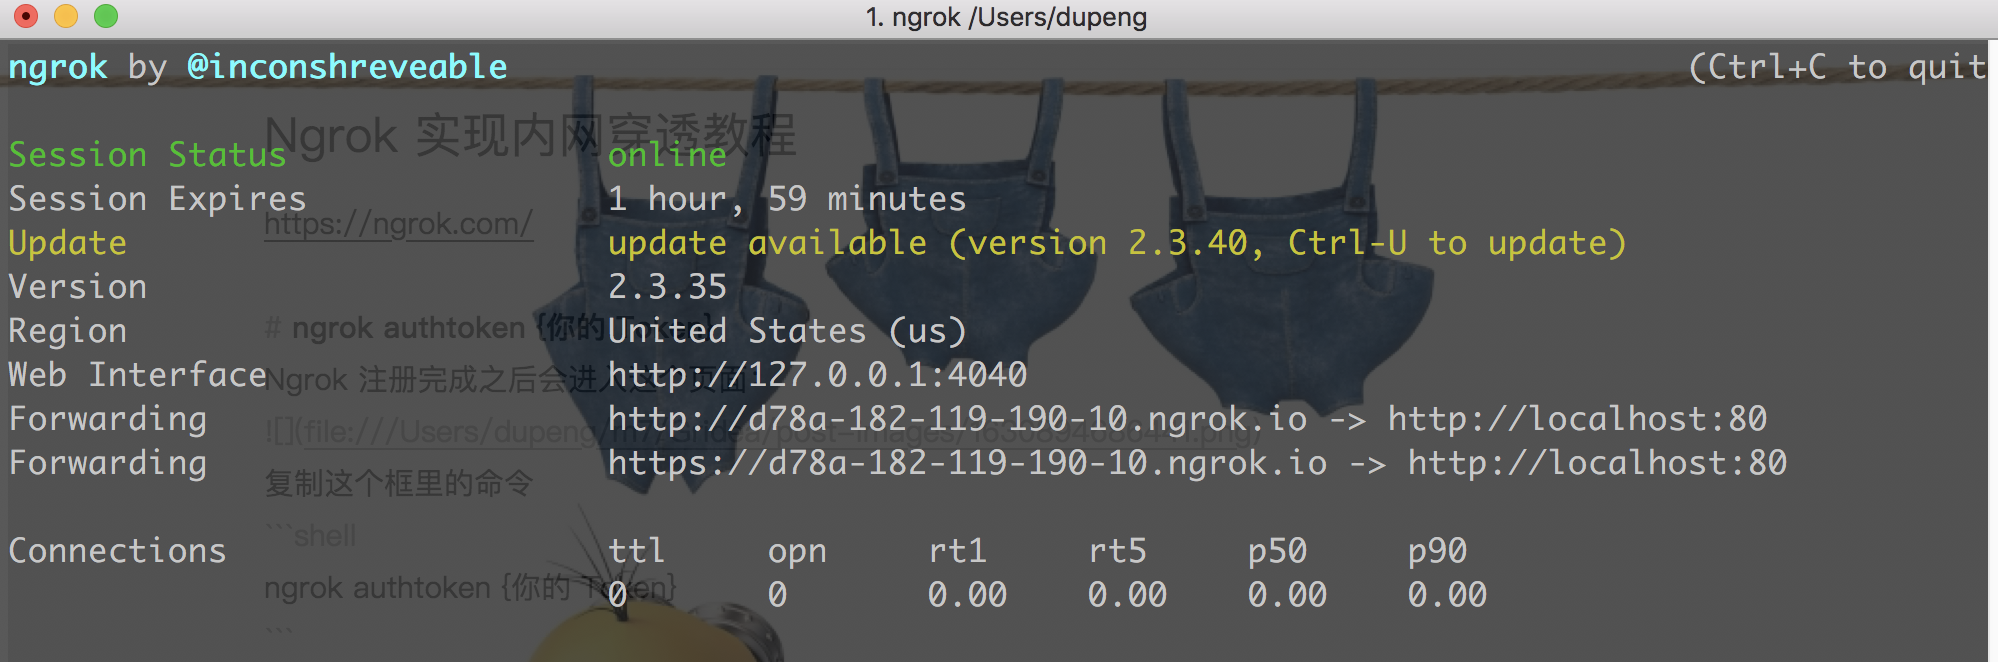 1. ngrok /Users/dupeng
ngrok by @inconshreveable (Ctrl+C to quit
Ngrok 实现内网穿透教程
Session Status online
Session Expires 1 hour, 59 minutes
https://ngrok.com/
Update update available (version 2.3.40, Ctrl-U to update)
Version 2.3.35
Region United States (us)
# ngrok authtoken {你的
Web Interface http://127.0.0.1:4040
Ngrok 注册完成之后会进入这个页面
Forwarding http://d78a-182-119-190-10.ngrok.io -> http://localhost:80
![](file:///Users/dupeng
Forwarding https://d78a-182-119-190-10.ngrok.io -> http://localhost:80
复制这个框里的命令
```shell
Connections ttl opn rt1 rt5 p50 p90
ngrok authtoken {你的 Token}
0 0 0.00 0.00 0.00 0.00
```